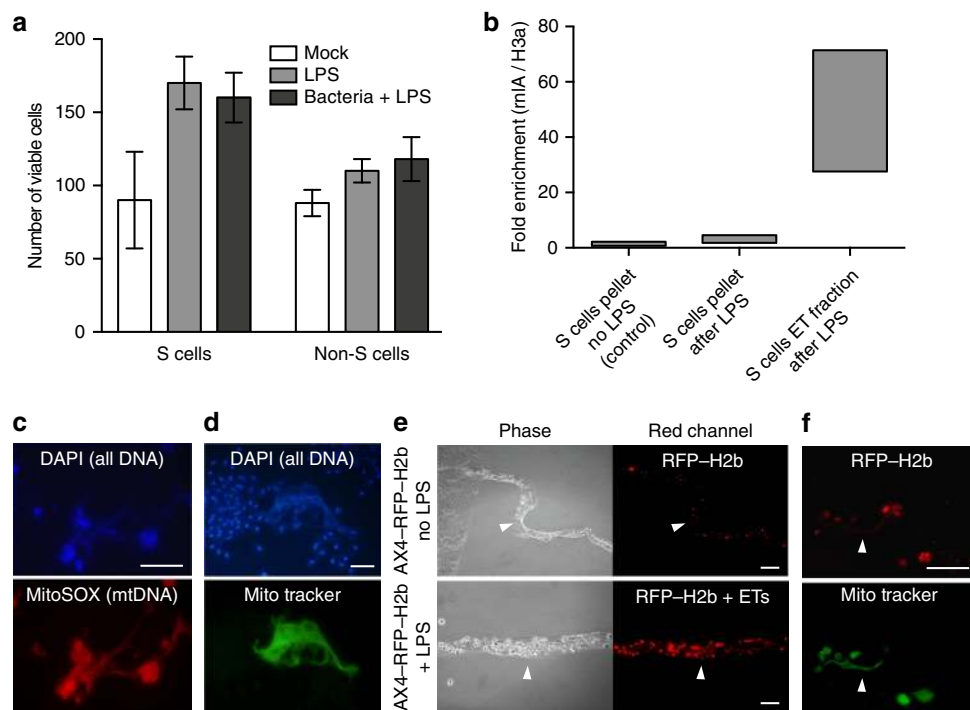 a
200
150
100
50
0
Number of viable cells
Mock
LPS
Bacteria + LPS
S cells
Non-S cells
b
80
60
40
20
0
Fold enrichment (rnlA / H3a)
S cells pellet
no LPS
(control)
S cells pellet
after LPS
S cells ET fraction
after LPS
c
DAPI (all DNA)
MitoSOX (mtDNA)
d
DAPI (all DNA)
Mito tracker
e
Phase
Red channel
AX4–RFP–H2b
no LPS
RFP–H2b
AX4–RFP–H2b
+ LPS
RFP–H2b + ETs
f
RFP–H2b
Mito tracker